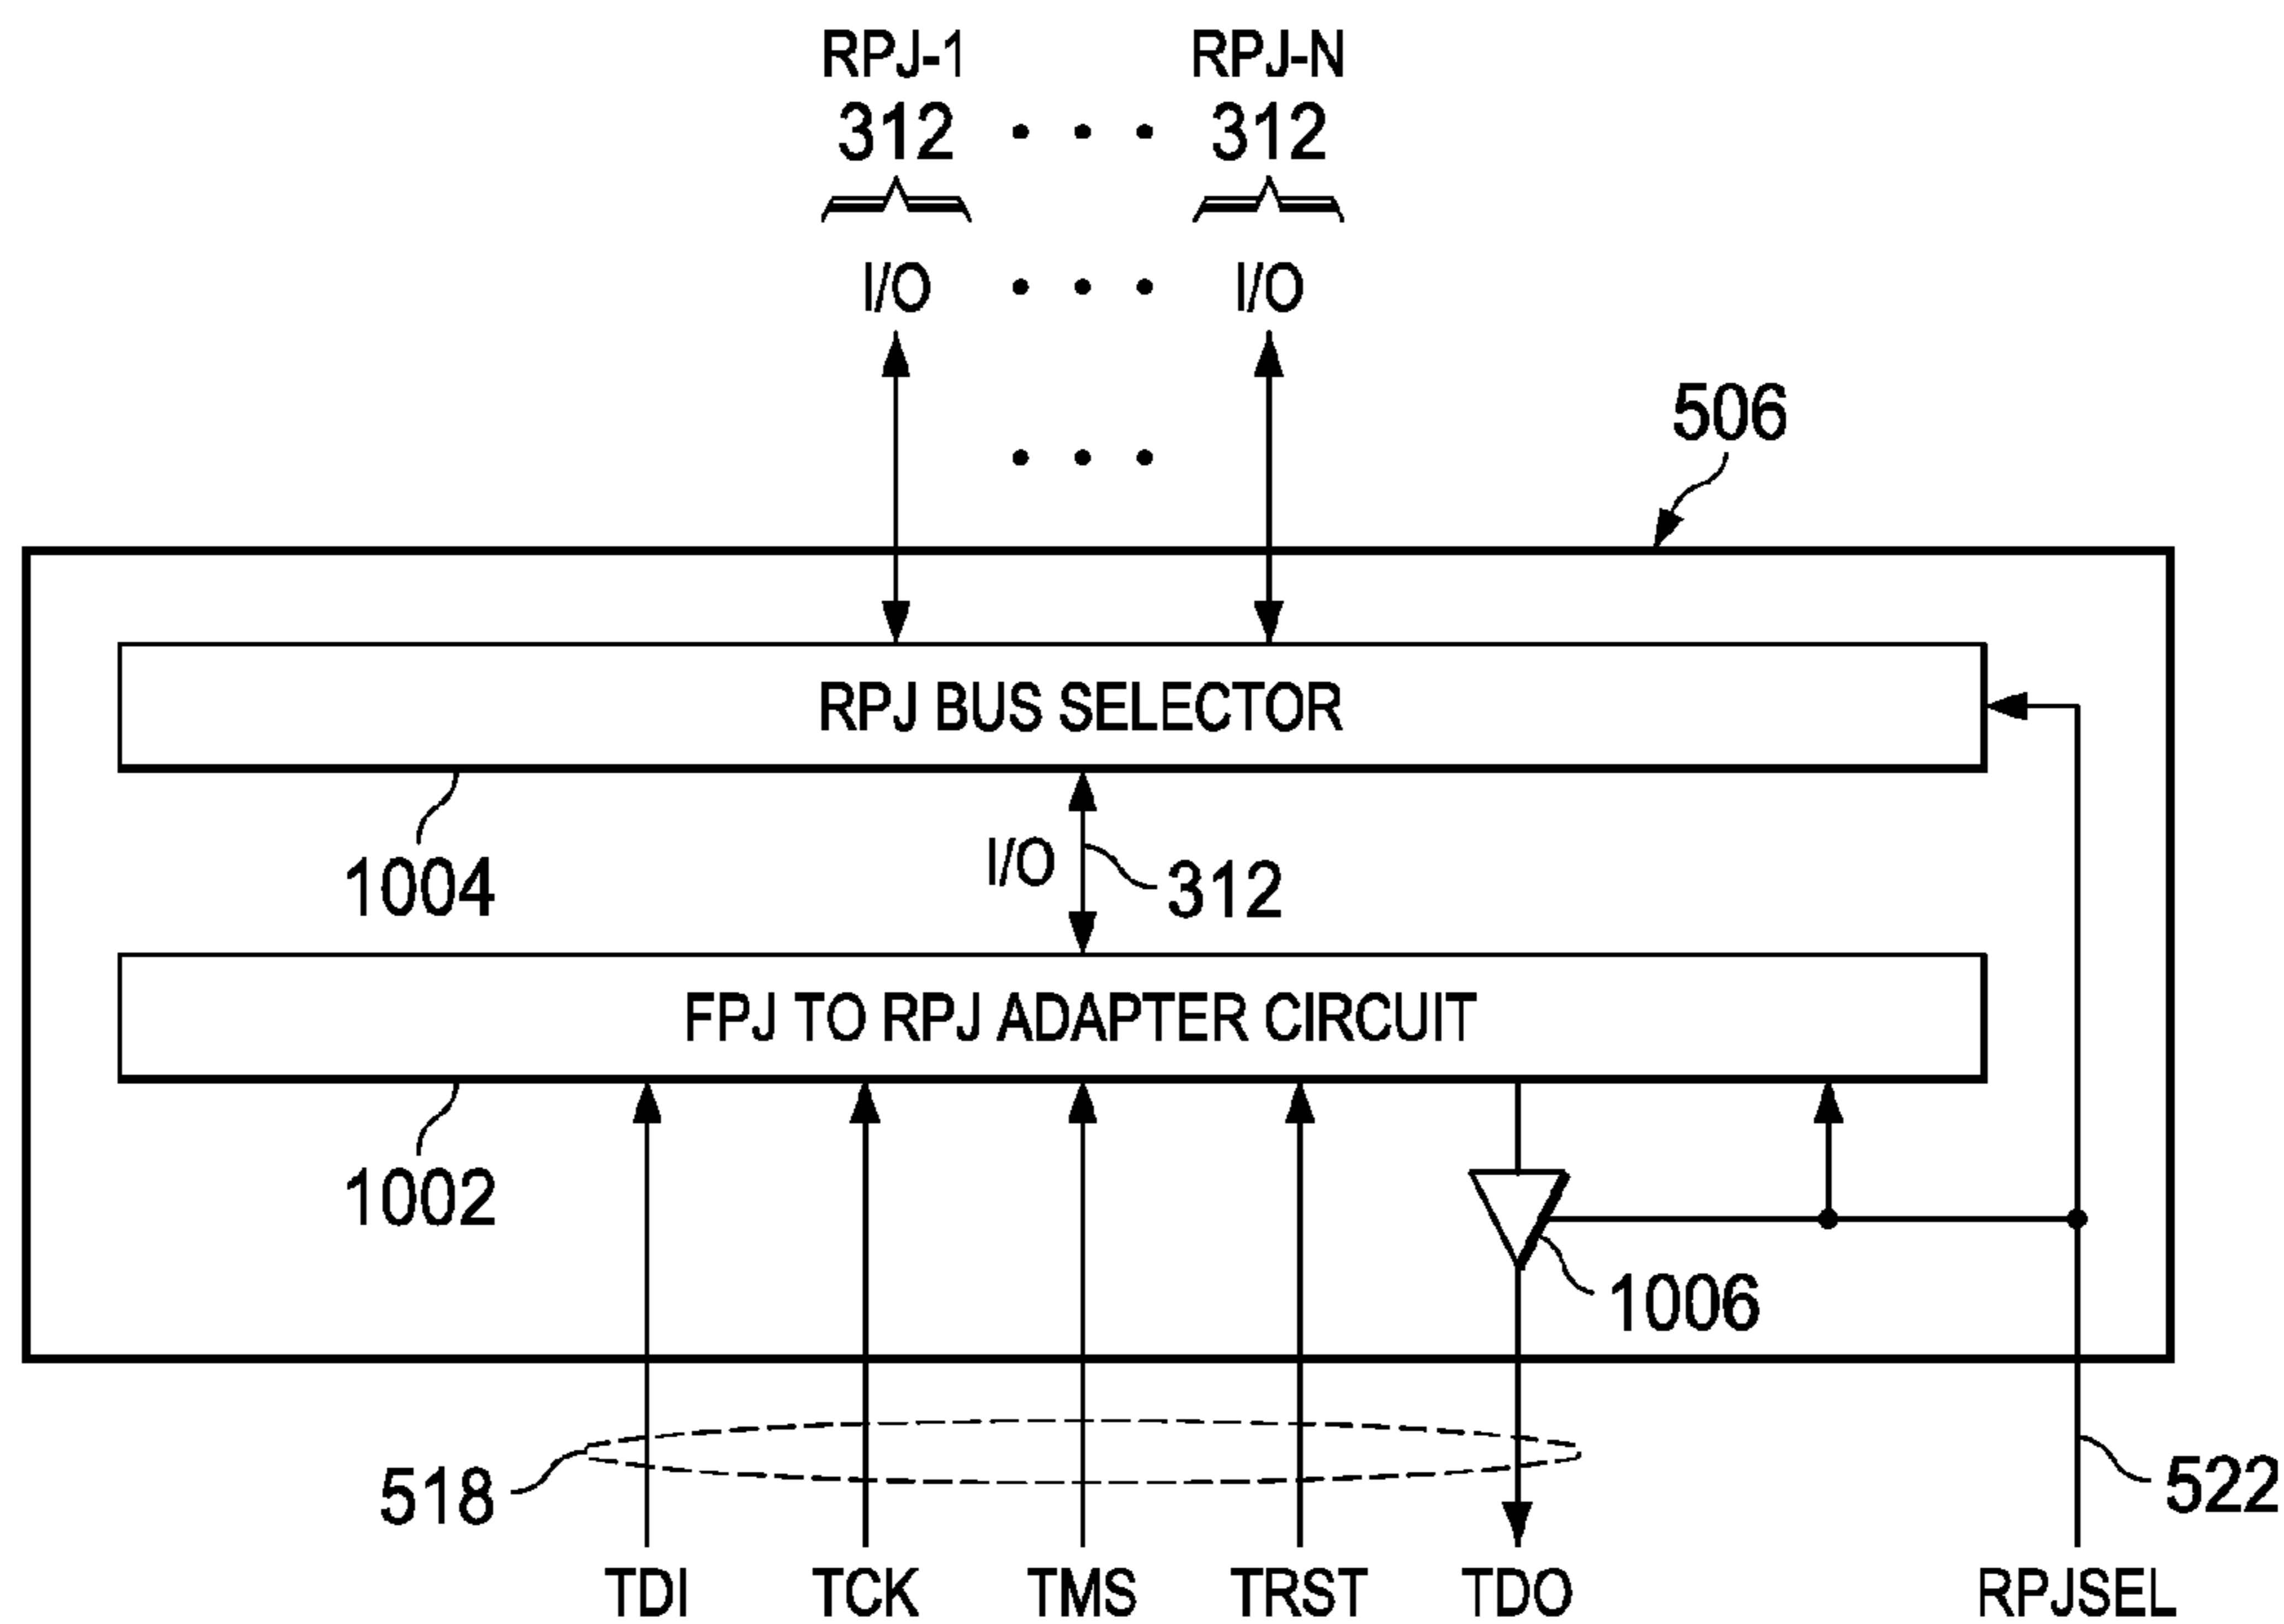 RPJ-1 RPJ-N
312 • • • 312
I/O • • • I/O
• • •
506
RPJ BUS SELECTOR
1004
I/O
312
FPJ TO RPJ ADAPTER CIRCUIT
1002
1006
518
522
TDI TCK TMS TRST TDO RPJSEL